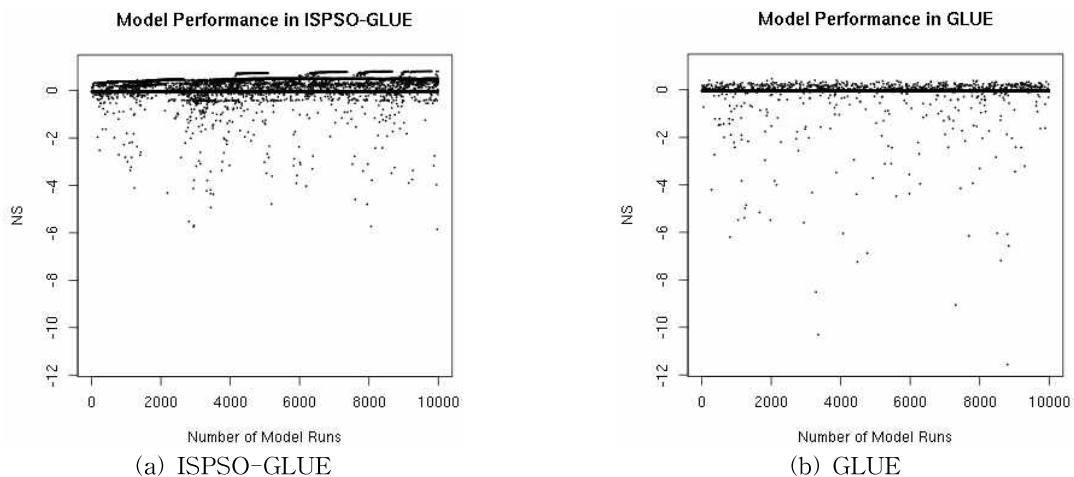 Model Performance in ISPSO-GLUE
0
-2
-4
-6
-8
-10
-12
NS
0 2000 4000 6000 8000 10000
Number of Model Runs
(a) ISPSO-GLUE
Model Performance in GLUE
0
-2
-4
-6
-8
-10
-12
NS
0 2000 4000 6000 8000 10000
Number of Model Runs
(b) GLUE